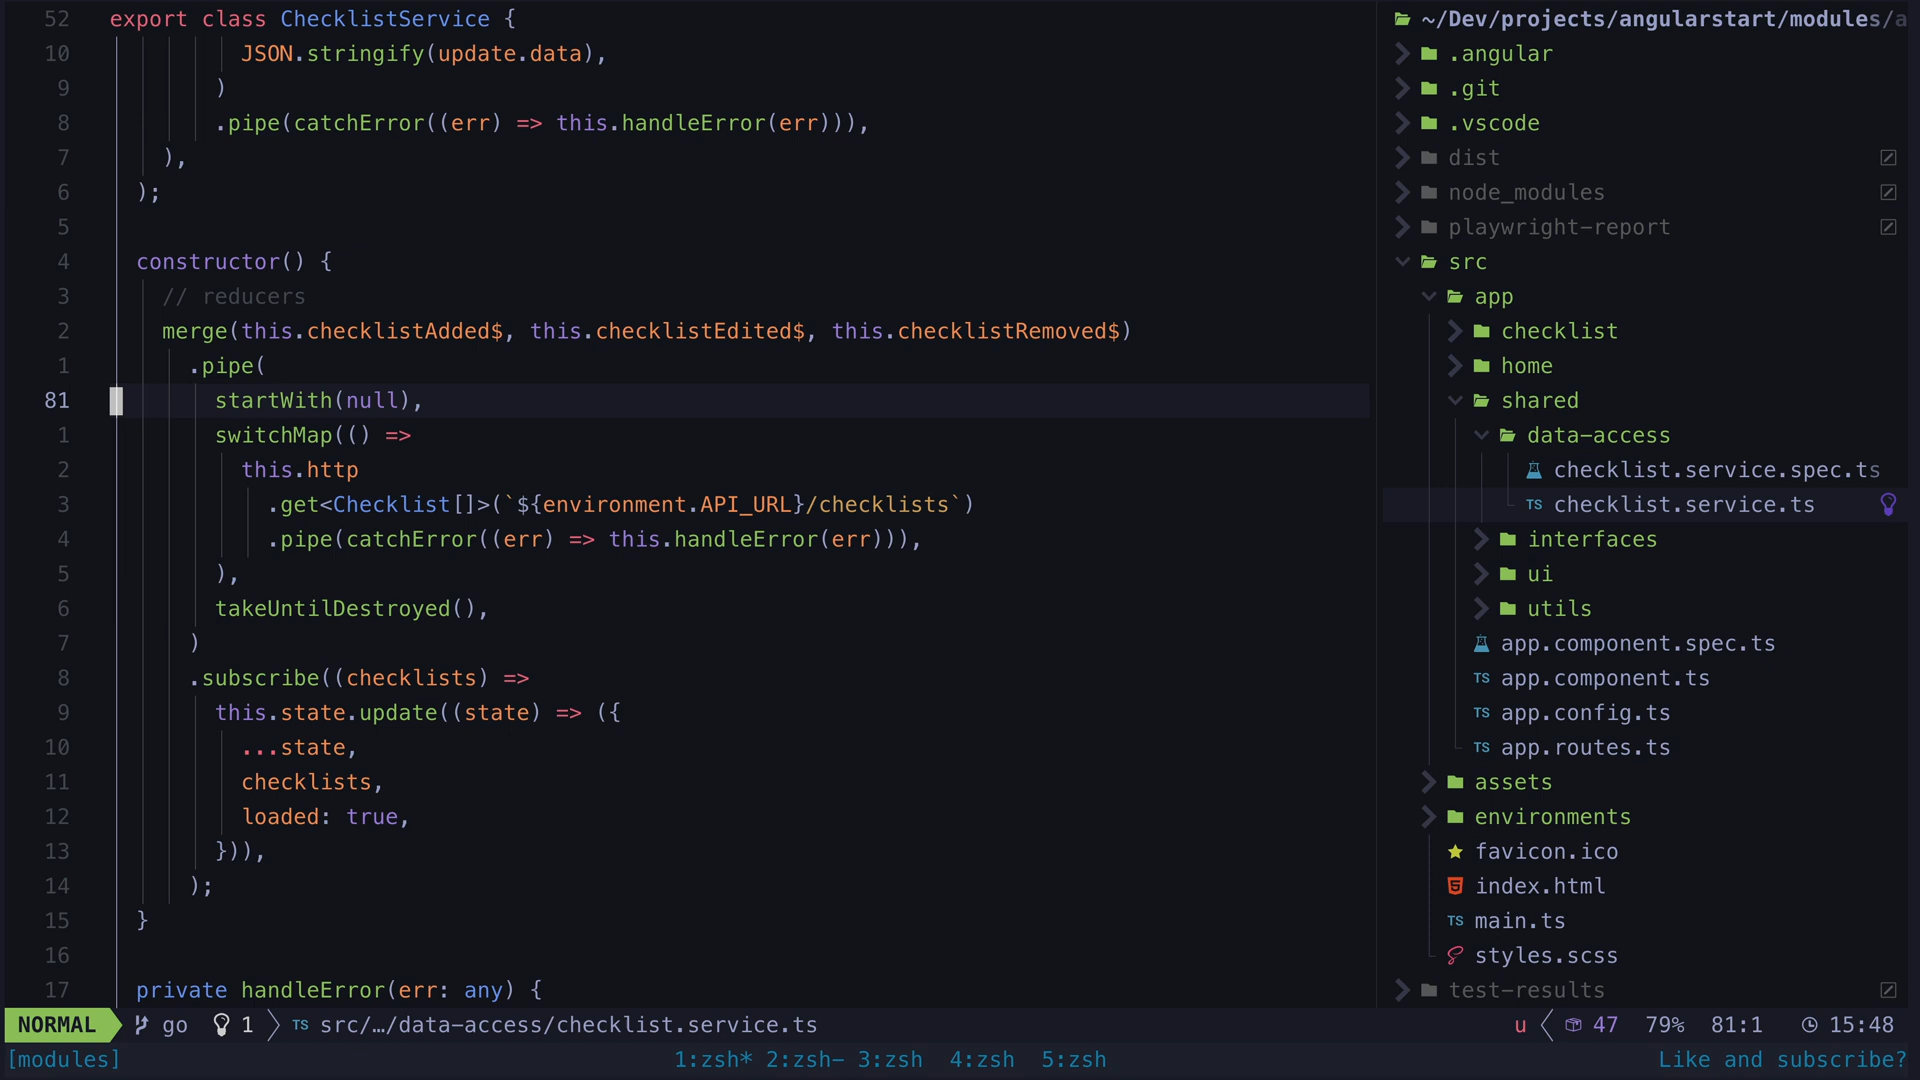 52 export class ChecklistService {
10 JSON.stringify(update.data),
9 )
8 .pipe(catchError((err) => this.handleError(err))),
7 ),
6 );
5
4 constructor() {
3 // reducers
2 merge(this.checklistAdded$, this.checklistEdited$, this.checklistRemoved$)
1 .pipe(
81 startWith(null),
1 switchMap(() =>
2 this.http
3 .get<Checklist[]>(`${environment.API_URL}/checklists`)
4 .pipe(catchError((err) => this.handleError(err))),
5 ),
6 takeUntilDestroyed(),
7 )
8 .subscribe((checklists) =>
9 this.state.update((state) => ({
10 ...state,
11 checklists,
12 loaded: true,
13 })),
14 );
15 }
16
17 private handleError(err: any) {
~/Dev/projects/angularstart/modules/a
.angular
.git
.vscode
dist
node_modules
playwright-report
src
app
checklist
home
shared
data-access
checklist.service.spec.ts
TS checklist.service.ts
interfaces
ui
utils
app.component.spec.ts
TS app.component.ts
TS app.config.ts
TS app.routes.ts
assets
environments
favicon.ico
index.html
TS main.ts
styles.scss
test-results
NORMAL go 1 TS src/…/data-access/checklist.service.ts u 47 79% 81:1 15:48
[modules] 1:zsh* 2:zsh- 3:zsh 4:zsh 5:zsh Like and subscribe?